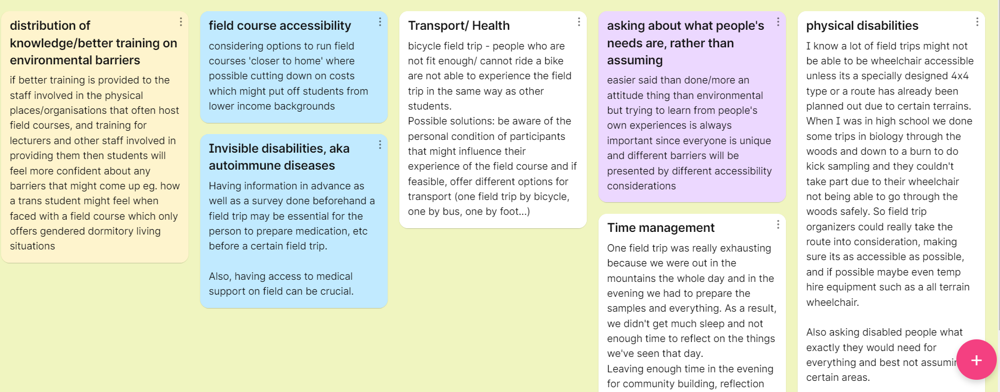 distribution of
knowledge/better training on
environmental barriers
if better training is provided to the
staff involved in the physical
places/organisations that often host
field courses, and training for
lecturers and other staff involved in
providing them then students will
feel more confident about any
barriers that might come up eg. how
a trans student might feel when
faced with a field course which only
offers gendered dormitory living
situations
field course accessibility
considering options to run field
courses 'closer to home' where
possible cutting down on costs
which might put off students from
lower income backgrounds
Invisible disabilities, aka
autoimmune diseases
Having information in advance as
well as a survey done beforehand a
field trip may be essential for the
person to prepare medication, etc
before a certain field trip.
Also, having access to medical
support on field can be crucial.
Transport/ Health
bicycle field trip - people who are
not fit enough/ cannot ride a bike
are not able to experience the field
trip in the same way as other
students.
Possible solutions: be aware of the
personal condition of participants
that might influence their
experience of the field course and if
feasible, offer different options for
transport (one field trip by bicycle,
one by bus, one by foot...)
asking about what people's
needs are, rather than
assuming
easier said than done/more an
attitude thing than environmental
but trying to learn from people's
own experiences is always
important since everyone is unique
and different barriers will be
presented by different accessibility
considerations
Time management
One field trip was really exhausting
because we were out in the
mountains the whole day and in the
evening we had to prepare the
samples and everything. As a result,
we didn't get much sleep and not
enough time to reflect on the things
we've seen that day.
Leaving enough time in the evening
for community building, reflection
physical disabilities
I know a lot of field trips might not
be able to be wheelchair accessible
unless its a specially designed 4x4
type or a route has already been
planned out due to certain terrains.
When I was in high school we done
some trips in biology through the
woods and down to a burn to do
kick sampling and they couldn't
take part due to their wheelchair
not being able to go through the
woods safely. So field trip
organizers could really take the
route into consideration, making
sure its as accessible as possible,
and if possible maybe even temp
hire equipment such as a all terrain
wheelchair.
Also asking disabled people what
exactly they would need for
everything and best not
certain areas.